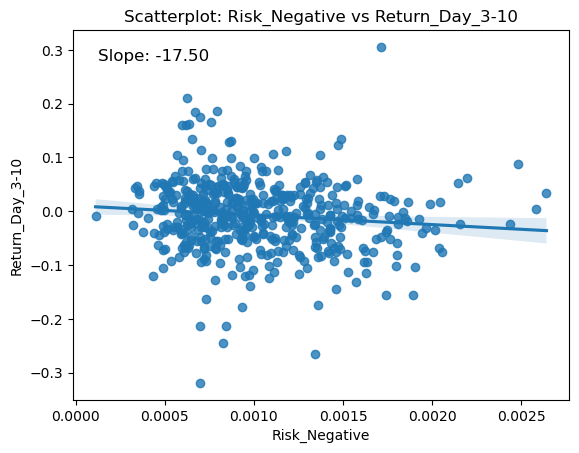 Scatterplot: Risk_Negative vs Return_Day_3-10
Slope: -17.50
0.3
0.2
0.1
0.0
−0.1
−0.2
−0.3
Return_Day_3-10
0.0000 0.0005 0.0010 0.0015 0.0020 0.0025
Risk_Negative